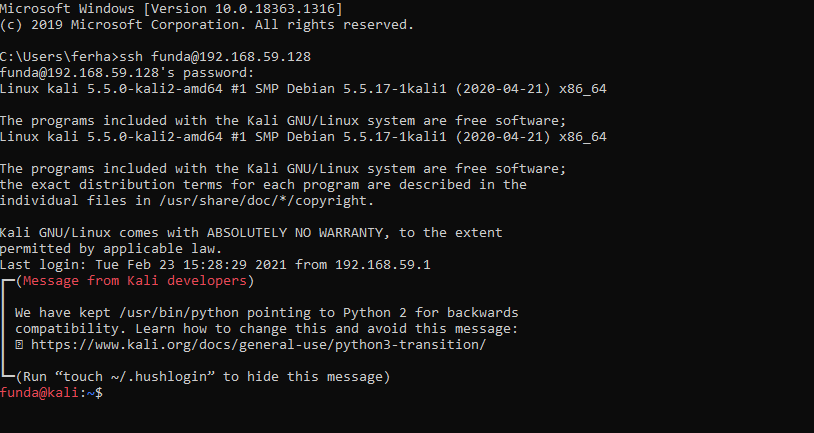 Microsoft Windows [Version 10.0.18363.1316]
(c) 2019 Microsoft Corporation. All rights reserved.
C:\Users\ferha>ssh funda@192.168.59.128
funda@192.168.59.128's password:
Linux kali 5.5.0-kali2-amd64 #1 SMP Debian 5.5.17-1kali1 (2020-04-21) x86_64
The programs included with the Kali GNU/Linux system are free software;
Linux kali 5.5.0-kali2-amd64 #1 SMP Debian 5.5.17-1kali1 (2020-04-21) x86_64
The programs included with the Kali GNU/Linux system are free software;
the exact distribution terms for each program are described in the
individual files in /usr/share/doc/*/copyright.
Kali GNU/Linux comes with ABSOLUTELY NO WARRANTY, to the extent
permitted by applicable law.
Last login: Tue Feb 23 15:28:29 2021 from 192.168.59.1
(Message from Kali developers)
We have kept /usr/bin/python pointing to Python 2 for backwards
compatibility. Learn how to change this and avoid this message:
https://www.kali.org/docs/general-use/python3-transition/
(Run “touch ~/.hushlogin” to hide this message)
funda@kali:~$